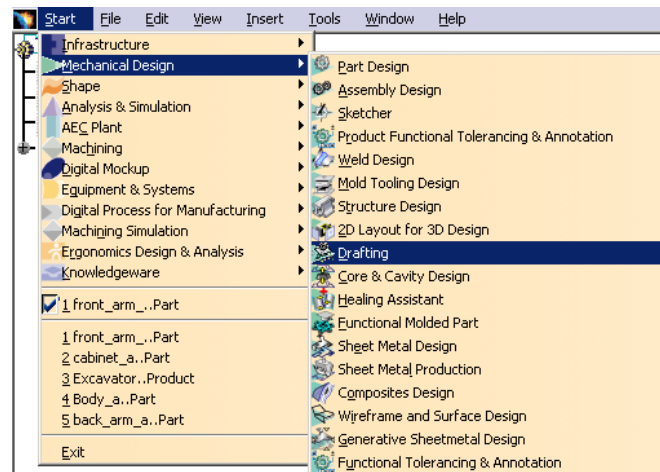 Start File Edit View Insert Tools Window Help
Infrastructure
Mechanical Design
Shape
Analysis & Simulation
AEC Plant
Machining
Digital Mockup
Equipment & Systems
Digital Process for Manufacturing
Machining Simulation
Ergonomics Design & Analysis
Knowledgeware
1 front_arm_..Part
1 front_arm_..Part
2 cabinet_a..Part
3 Excavator..Product
4 Body_a..Part
5 back_arm_a..Part
Exit
Part Design
Assembly Design
Sketcher
Product Functional Tolerancing & Annotation
Weld Design
Mold Tooling Design
Structure Design
2D Layout for 3D Design
Drafting
Core & Cavity Design
Healing Assistant
Functional Molded Part
Sheet Metal Design
Sheet Metal Production
Composites Design
Wireframe and Surface Design
Generative Sheetmetal Design
Functional Tolerancing & Annotation